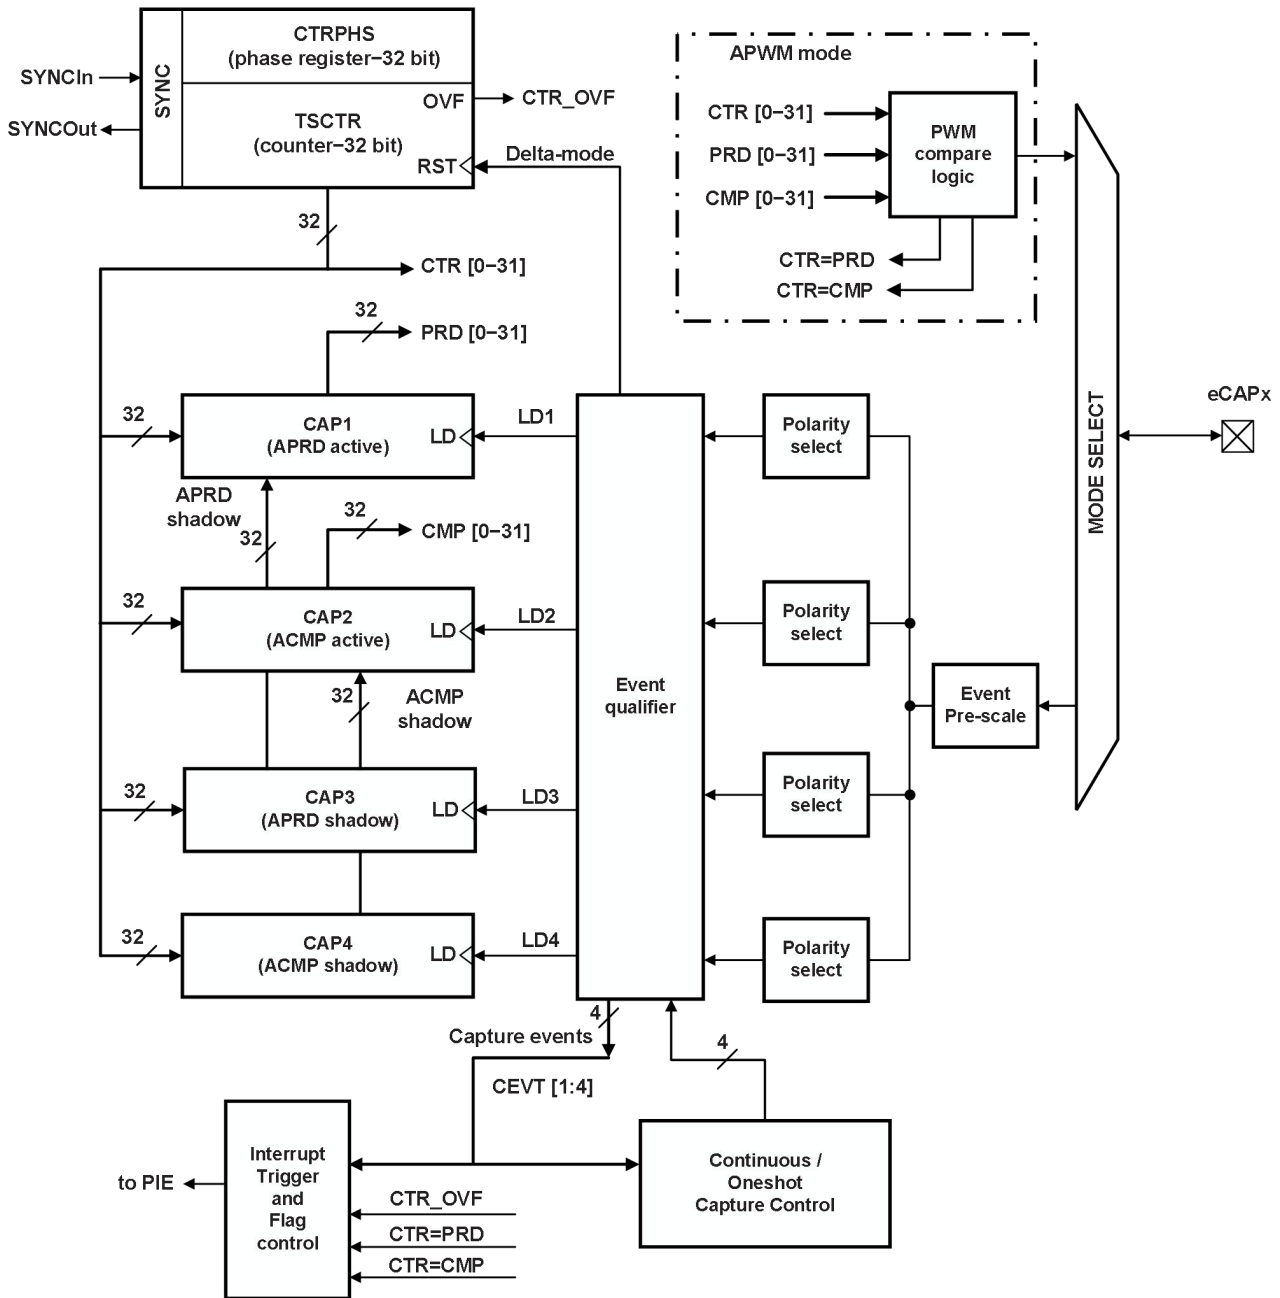 CTRPHS
(phase register−32 bit)
SYNC
SYNCIn
SYNCOut
OVF
CTR_OVF
TSCTR
(counter−32 bit)
RST
Delta-mode
32
CTR [0−31]
32
PRD [0−31]
APWM mode
CTR [0−31]
PRD [0−31]
CMP [0−31]
PWM
compare
logic
CTR=PRD
CTR=CMP
MODE SELECT
eCAPx
32
CAP1
(APRD active)
LD
LD1
Polarity
select
APRD
shadow
32
32
CMP [0−31]
32
CAP2
(ACMP active)
LD
LD2
Polarity
select
32
ACMP
shadow
Event
qualifier
Event
Pre-scale
32
CAP3
(APRD shadow)
LD
LD3
Polarity
select
32
CAP4
(ACMP shadow)
LD
LD4
Polarity
select
4
Capture events
4
CEVT [1:4]
to PIE
Interrupt
Trigger
and
Flag
control
CTR_OVF
CTR=PRD
CTR=CMP
Continuous /
Oneshot
Capture Control